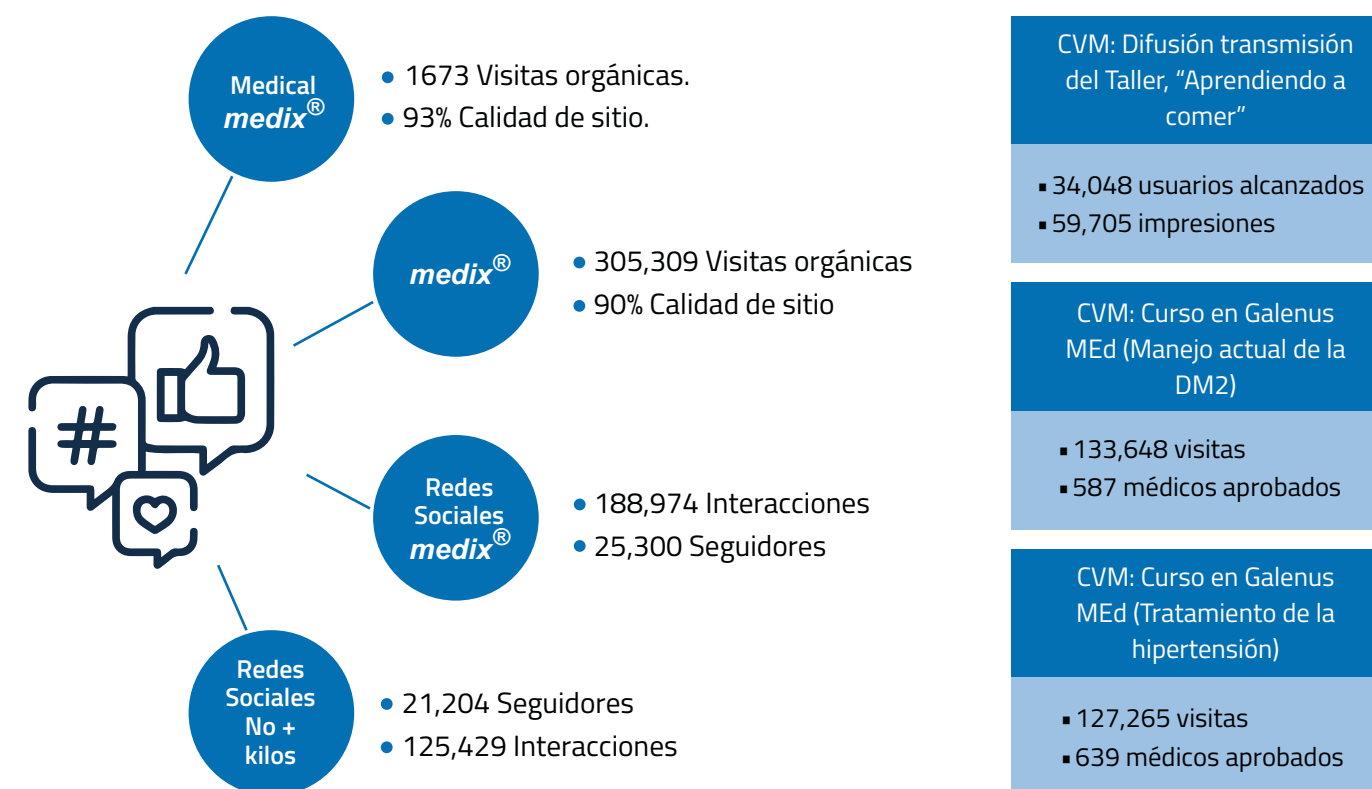 Medical
medix®
• 1673 Visitas orgánicas.
• 93% Calidad de sitio.
medix®
• 305,309 Visitas orgánicas
• 90% Calidad de sitio
#
Redes
Sociales
medix®
• 188,974 Interacciones
• 25,300 Seguidores
Redes
Sociales
No +
kilos
• 21,204 Seguidores
• 125,429 Interacciones
CVM: Difusión transmisión
del Taller, “Aprendiendo a
comer”
▪ 34,048 usuarios alcanzados
▪ 59,705 impresiones
CVM: Curso en Galenus
MEd (Manejo actual de la
DM2)
▪ 133,648 visitas
▪ 587 médicos aprobados
CVM: Curso en Galenus
MEd (Tratamiento de la
hipertensión)
▪ 127,265 visitas
▪ 639 médicos aprobados